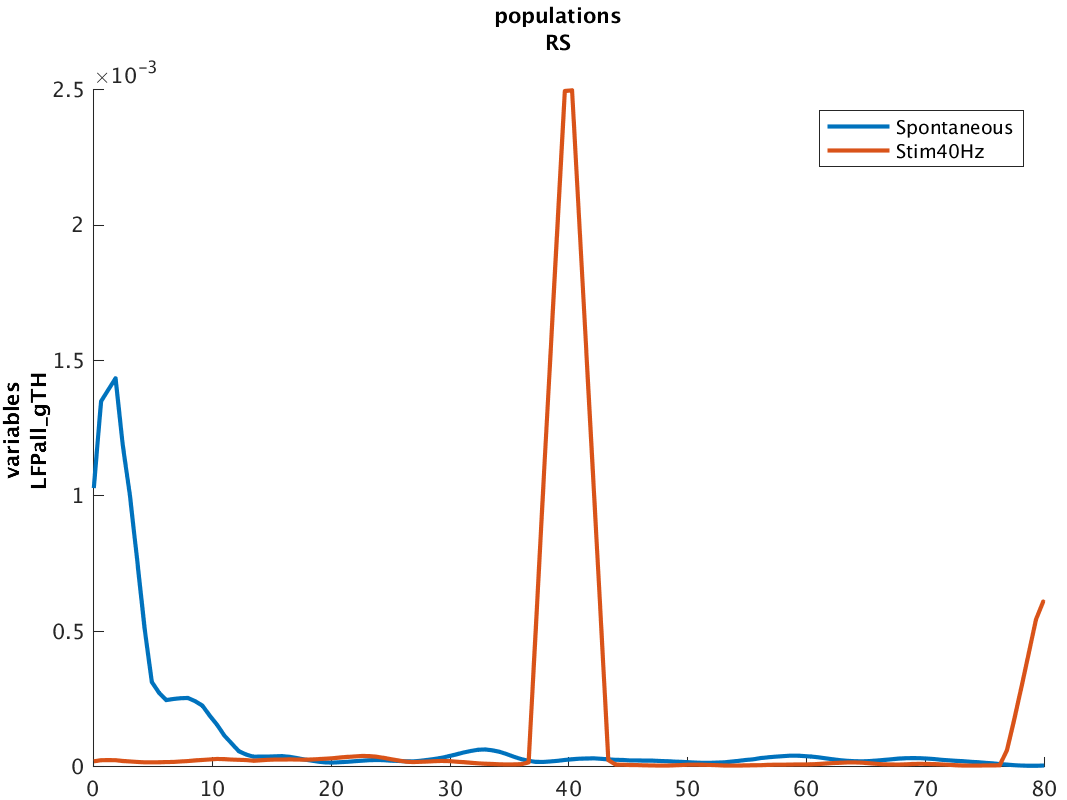 populations
RS
×10⁻³
2.5
2
1.5
1
0.5
0
variables
LFPall_gTH
Spontaneous
Stim40Hz
0 10 20 30 40 50 60 70 80